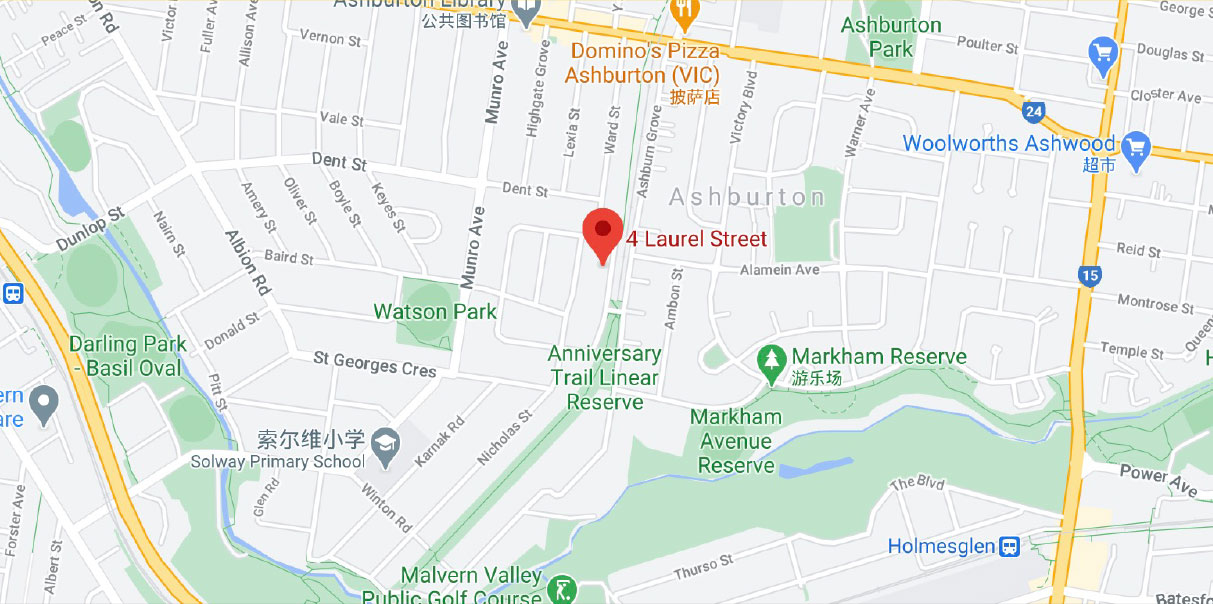 Ashburton Library
公共图书馆
Peace St
Victor
Fuller Ave
Allison Ave
Vernon St
Munro Ave
Highgate Grove
Domino's Pizza
Ashburton (VIC)
披萨店
Ashburton
Park
Poulter St
George S
Douglas St
Closter Ave
24
Vale St
Lexia St
Ward St
Ashburn Grove
Victory Blvd
Warner Ave
Woolworths Ashwood
超市
Dent St
Dent St
Ashburton
Amery St
Oliver St
Boyle St
Keyes St
Dunlop St
Nairn St
Albion Rd
Munro Ave
4 Laurel Street
Baird St
Alamein Ave
Reid St
15
Ambon St
Watson Park
Montrose St
Donald St
Darling Park
- Basil Oval
St Georges Cres
Anniversary
Trail Linear
Reserve
Markham Reserve
游乐场
Temple St
Pitt St
Markham
Avenue
Reserve
索尔维小学
Solway Primary School
Karnak Rd
Nicholas St
Glen Rd
Winton Rd
Power Ave
The Blvd
Forster Ave
Albert St
Holmesglen
Thurso St
Malvern Valley
Public Golf Course